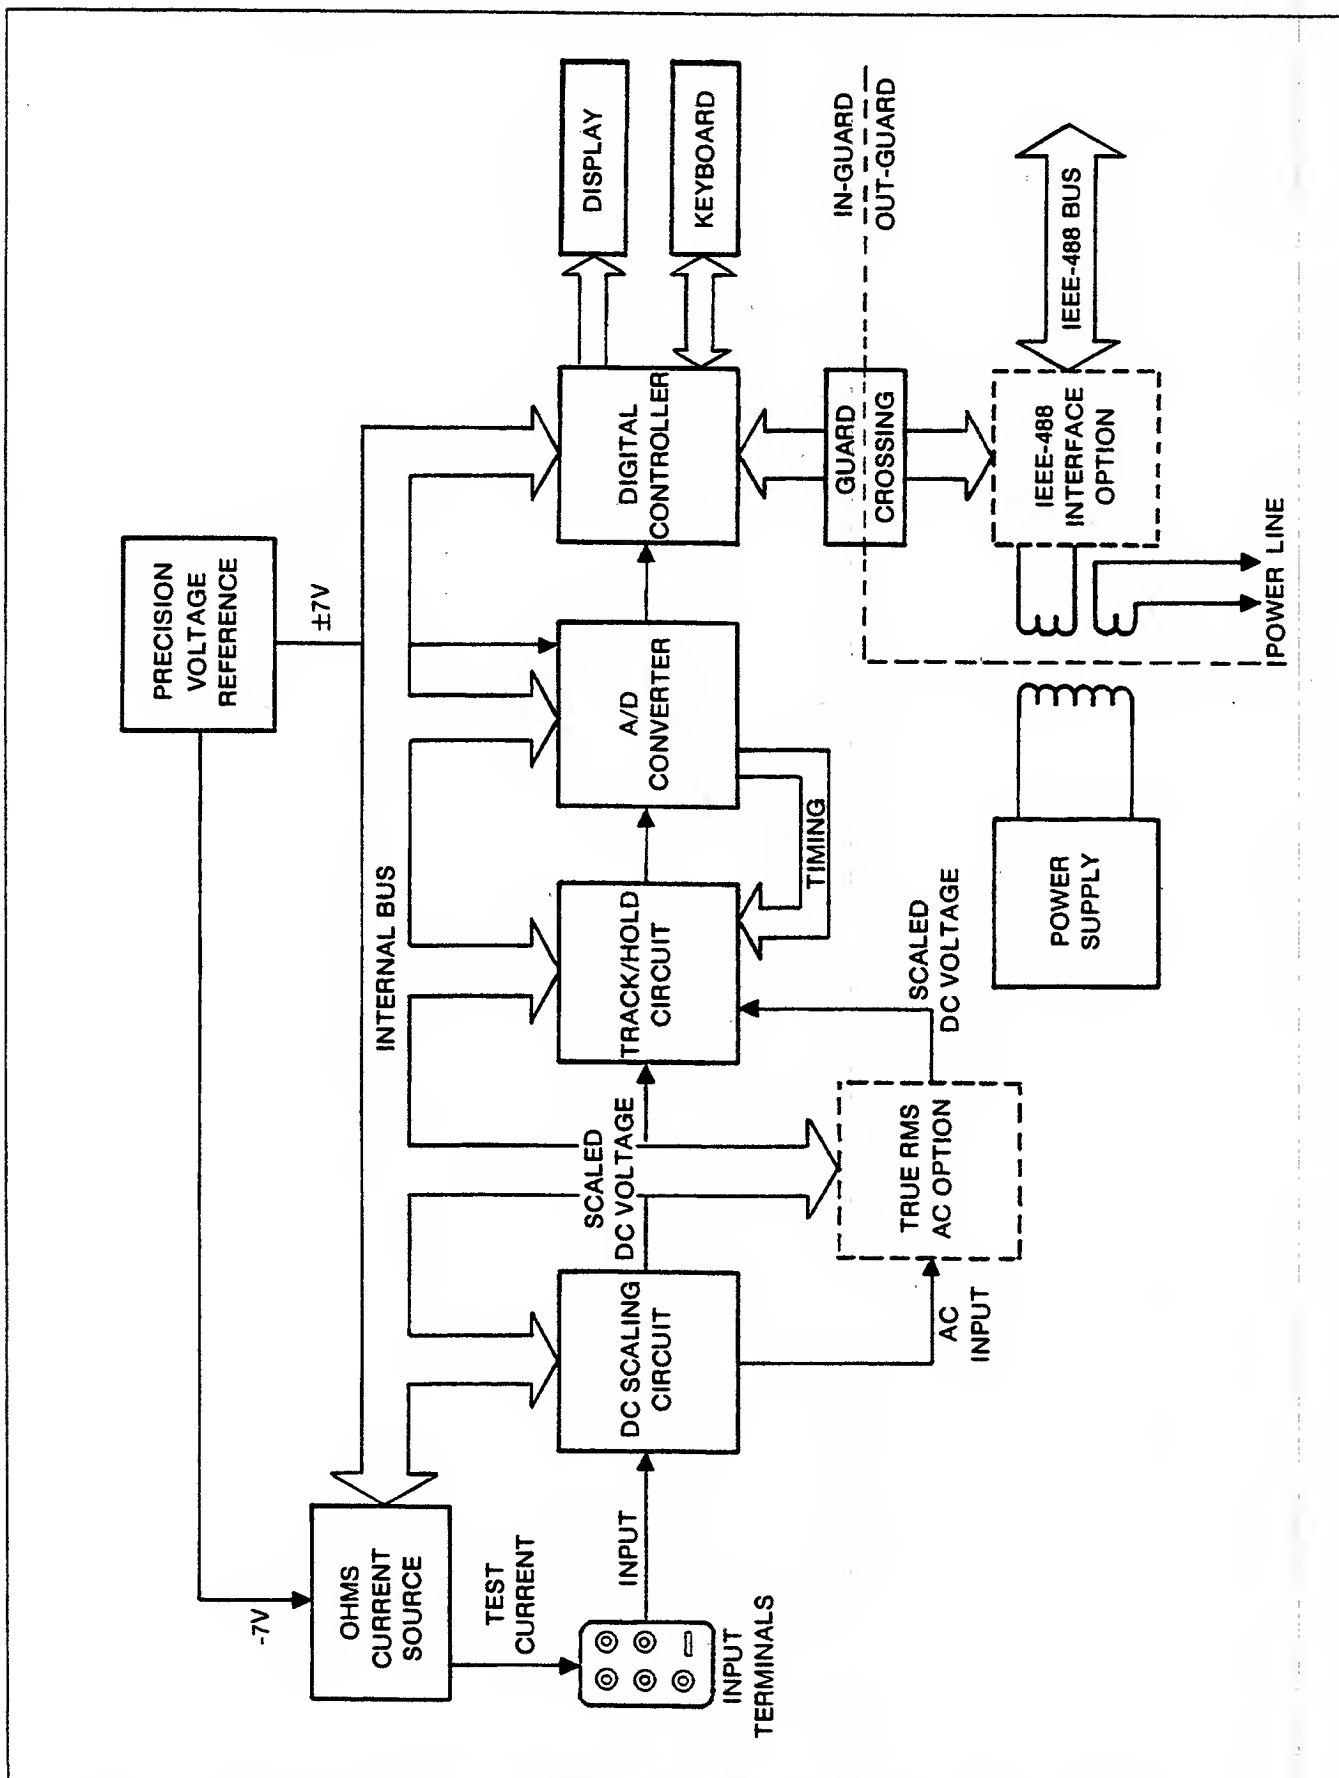 PRECISION
VOLTAGE
REFERENCE
-7V
±7V
OHMS
CURRENT
SOURCE
INTERNAL BUS
TEST
CURRENT
INPUT
INPUT
TERMINALS
DC SCALING
CIRCUIT
SCALED
DC VOLTAGE
TRACK/HOLD
CIRCUIT
A/D
CONVERTER
DIGITAL
CONTROLLER
DISPLAY
KEYBOARD
TIMING
AC
INPUT
TRUE RMS
AC OPTION
SCALED
DC VOLTAGE
GUARD
CROSSING
IN-GUARD
OUT-GUARD
POWER
SUPPLY
IEEE-488
INTERFACE
OPTION
IEEE-488 BUS
POWER LINE